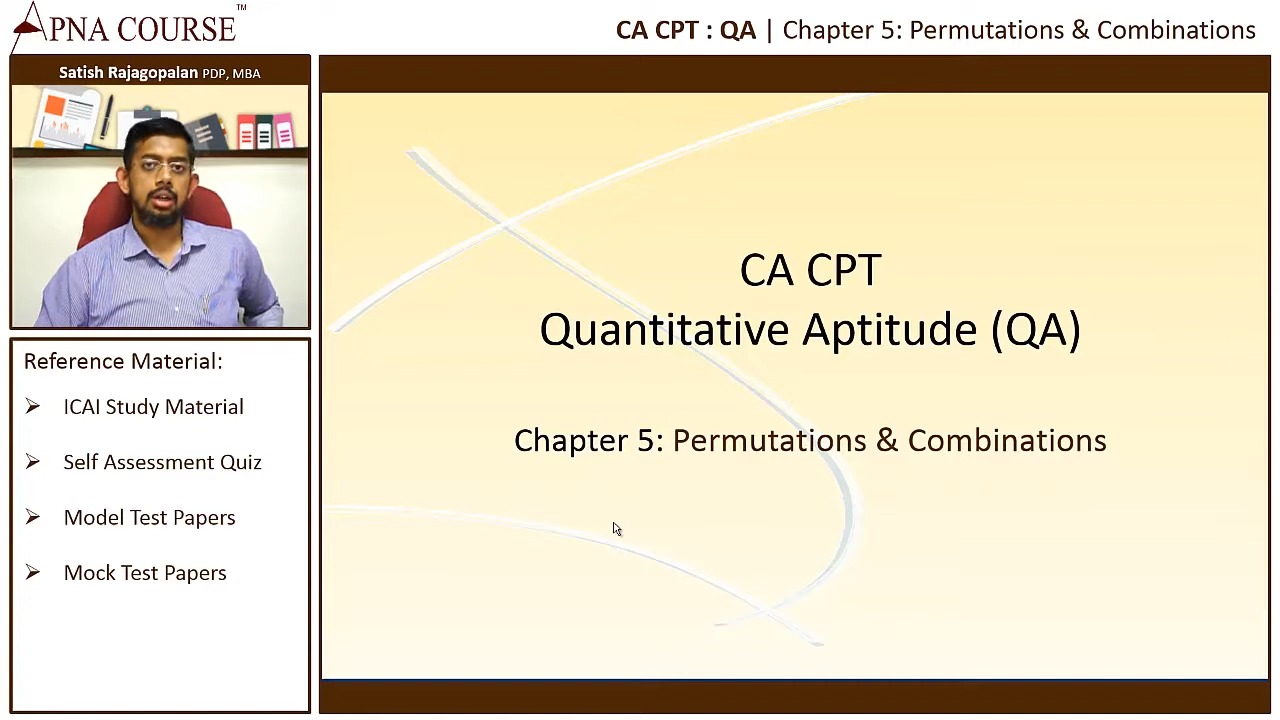 APNA COURSE™
CA CPT : QA | Chapter 5: Permutations & Combinations
Satish Rajagopalan PDP, MBA
Reference Material:
➢ ICAI Study Material
➢ Self Assessment Quiz
➢ Model Test Papers
➢ Mock Test Papers
CA CPT
Quantitative Aptitude (QA)
Chapter 5: Permutations & Combinations